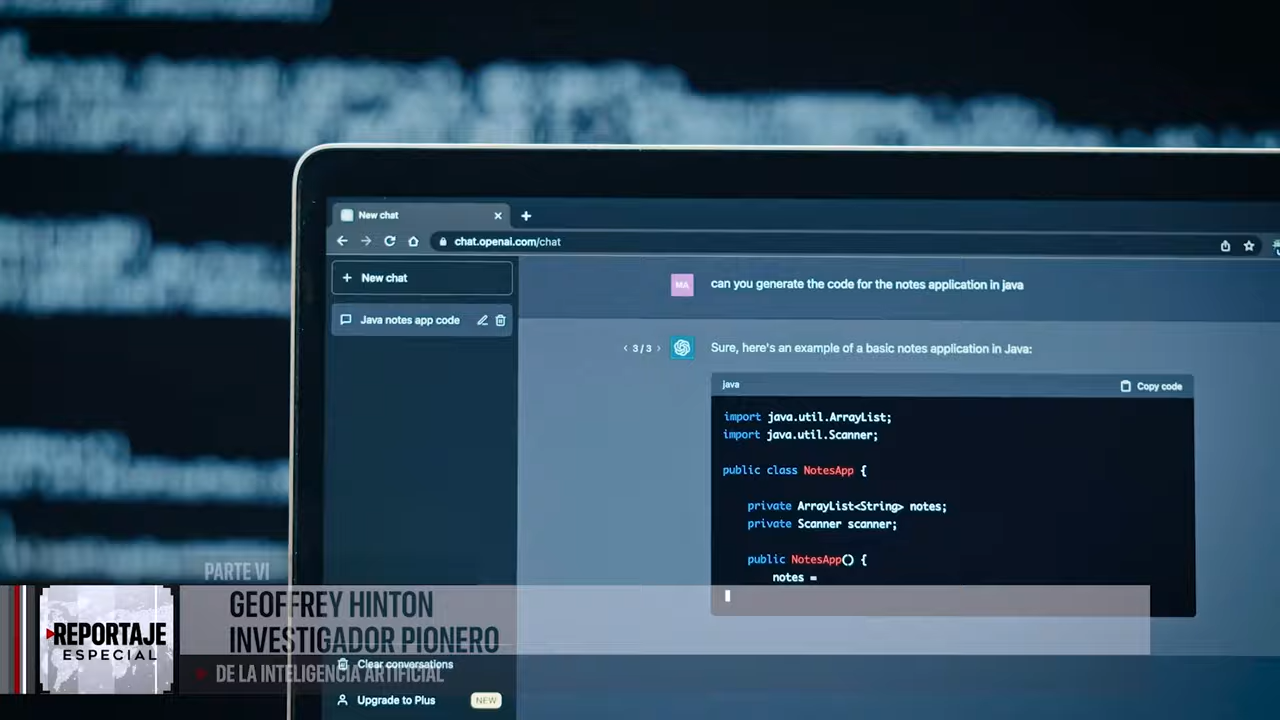 New chat
chat.openai.com/chat
New chat
Java notes app code
can you generate the code for the notes application in java
3 / 3
MA
Sure, here's an example of a basic notes application in Java:
java
Copy code
import java.util.ArrayList;
import java.util.Scanner;
public class NotesApp {
private ArrayList<String> notes;
private Scanner scanner;
public NotesApp() {
notes =
PARTE VI
GEOFFREY HINTON
INVESTIGADOR PIONERO
DE LA INTELIGENCIA ARTIFICIAL
REPORTAJE
ESPECIAL
Clear conversations
Upgrade to Plus
NEW